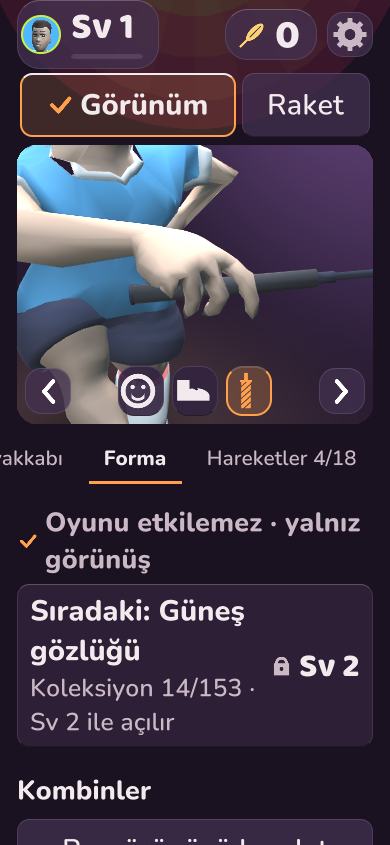 Sv 1
0
Görünüm
Raket
Forma
Hareketler 4/18
Oyunu etkilemez · yalnız
görünüş
Sıradaki: Güneş
gözlüğü
Sv 2
Koleksiyon 14/153 ·
Sv 2 ile açılır
Kombinler